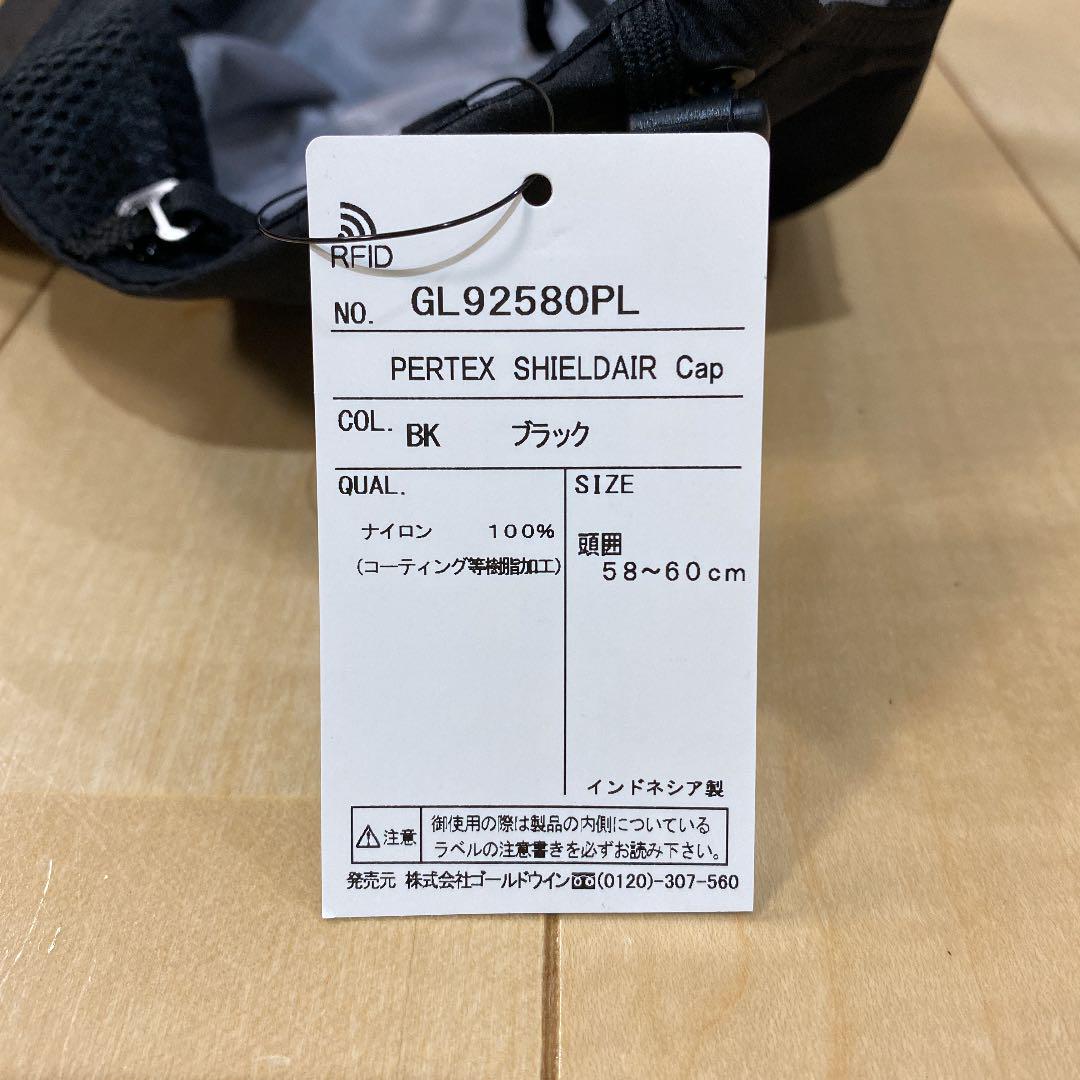 RFID
NO. GL92580PL
PERTEX SHIELDAIR Cap
COL. BK ブラック
QUAL.
ナイロン 100%
(コーティング等樹脂加工)
SIZE
頭囲
58~60cm
インドネシア製
注意
御使用の際は製品の内側についている
ラベルの注意書きを必ずお読み下さい。
発売元 株式会社ゴールドウイン (0120)-307-560